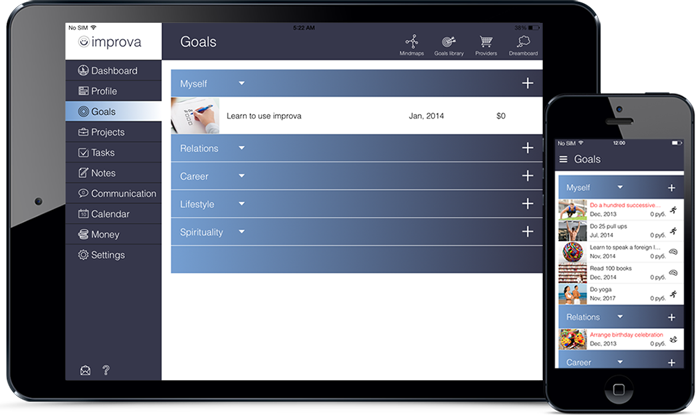 No SIM
5:22 AM
36%
improva
Goals
Mindmaps
Goals library
Providers
Dreamboard
Dashboard
Profile
Goals
Projects
Tasks
Notes
Communication
Calendar
Money
Settings
Myself
Learn to use improva
Jan, 2014
$0
Relations
Career
Lifestyle
Spirituality
?
No SIM
12:00
Goals
Myself
Do a hundred successive...
Dec, 2013
0 руб.
Do 25 pull ups
Jul, 2014
0 руб.
Learn to speak a foreign l...
Nov, 2014
0 руб.
Read 100 books
Dec, 2014
0 руб.
Do yoga
Nov, 2017
0 руб.
Relations
Arrange birthday celebration
Dec, 2013
0 руб.
Career